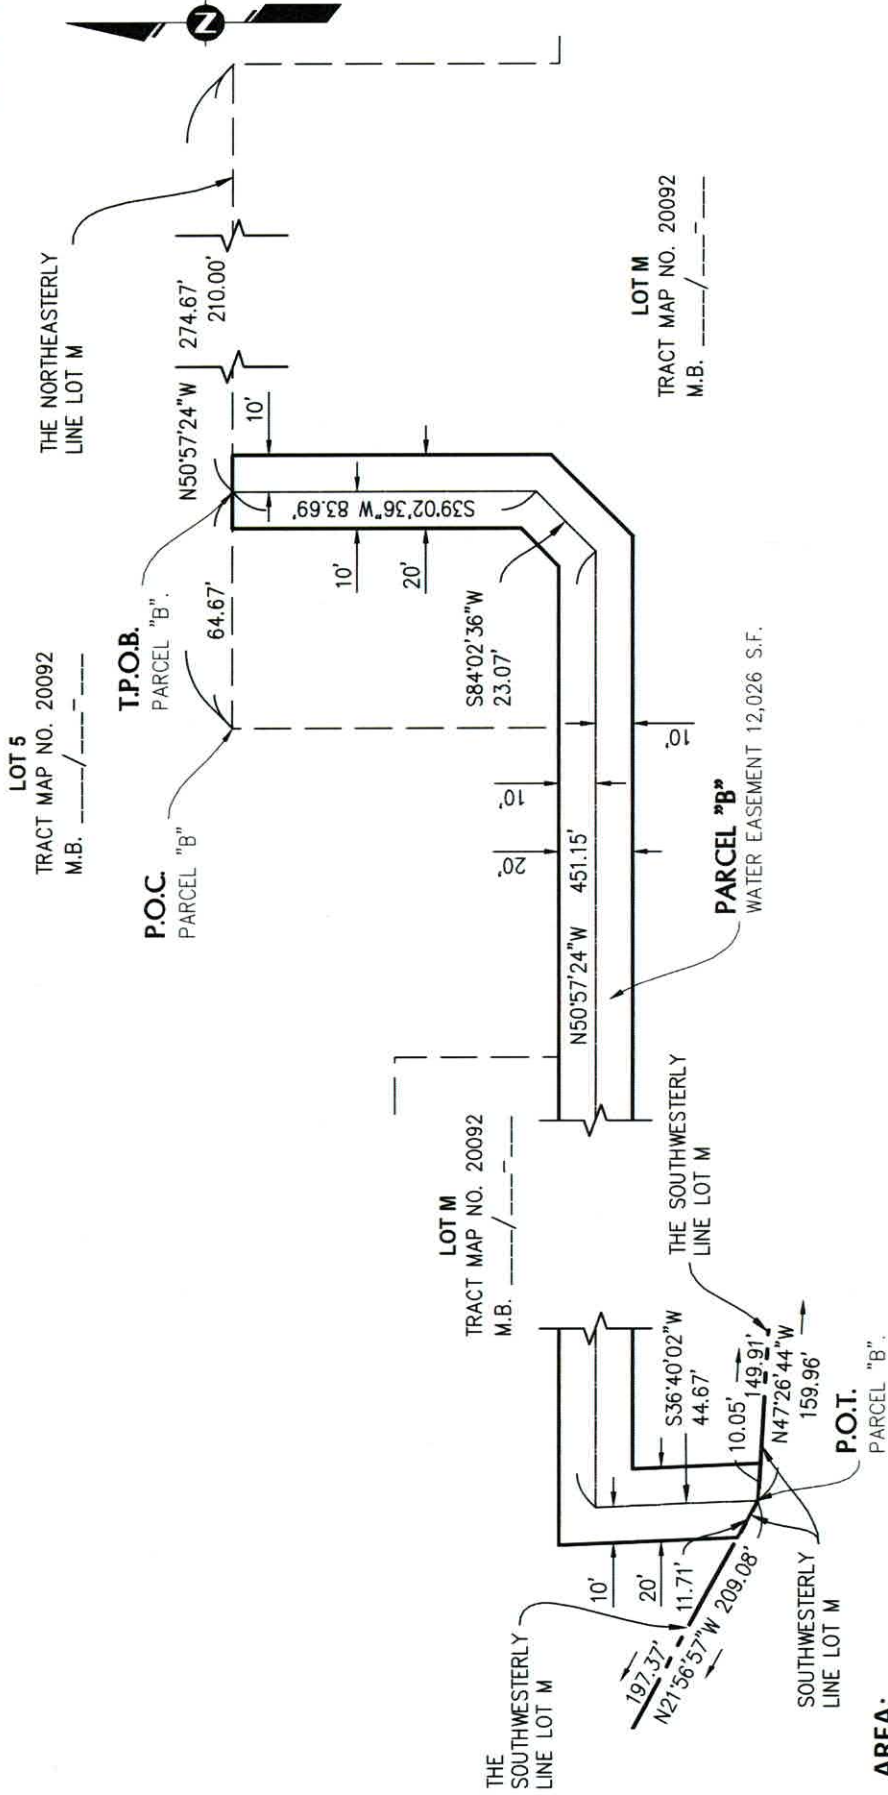 Z
THE NORTHEASTERLY
LINE LOT M
LOT 5
TRACT MAP NO. 20092
M.B. ____/___-___
T.P.O.B.
PARCEL "B".
P.O.C.
PARCEL "B"
64.67'
N50°57'24"W 274.67'
210.00'
10'
S39°02'36"W 83.69'
10'
20'
S84°02'36"W
23.07'
LOT M
TRACT MAP NO. 20092
M.B. ____/___-___
10'
10'
20'
N50°57'24"W 451.15'
PARCEL "B"
WATER EASEMENT 12,026 S.F.
LOT M
TRACT MAP NO. 20092
M.B. ____/___-___
THE SOUTHWESTERLY
LINE LOT M
S36°40'02"W
44.67'
10.05'
149.91'
N47°26'44"W
159.96'
P.O.T.
PARCEL "B".
10'
20'
11.71'
THE
SOUTHWESTERLY
LINE LOT M
197.37'
N21°56'57"W 209.08'
SOUTHWESTERLY
LINE LOT M
AREA: